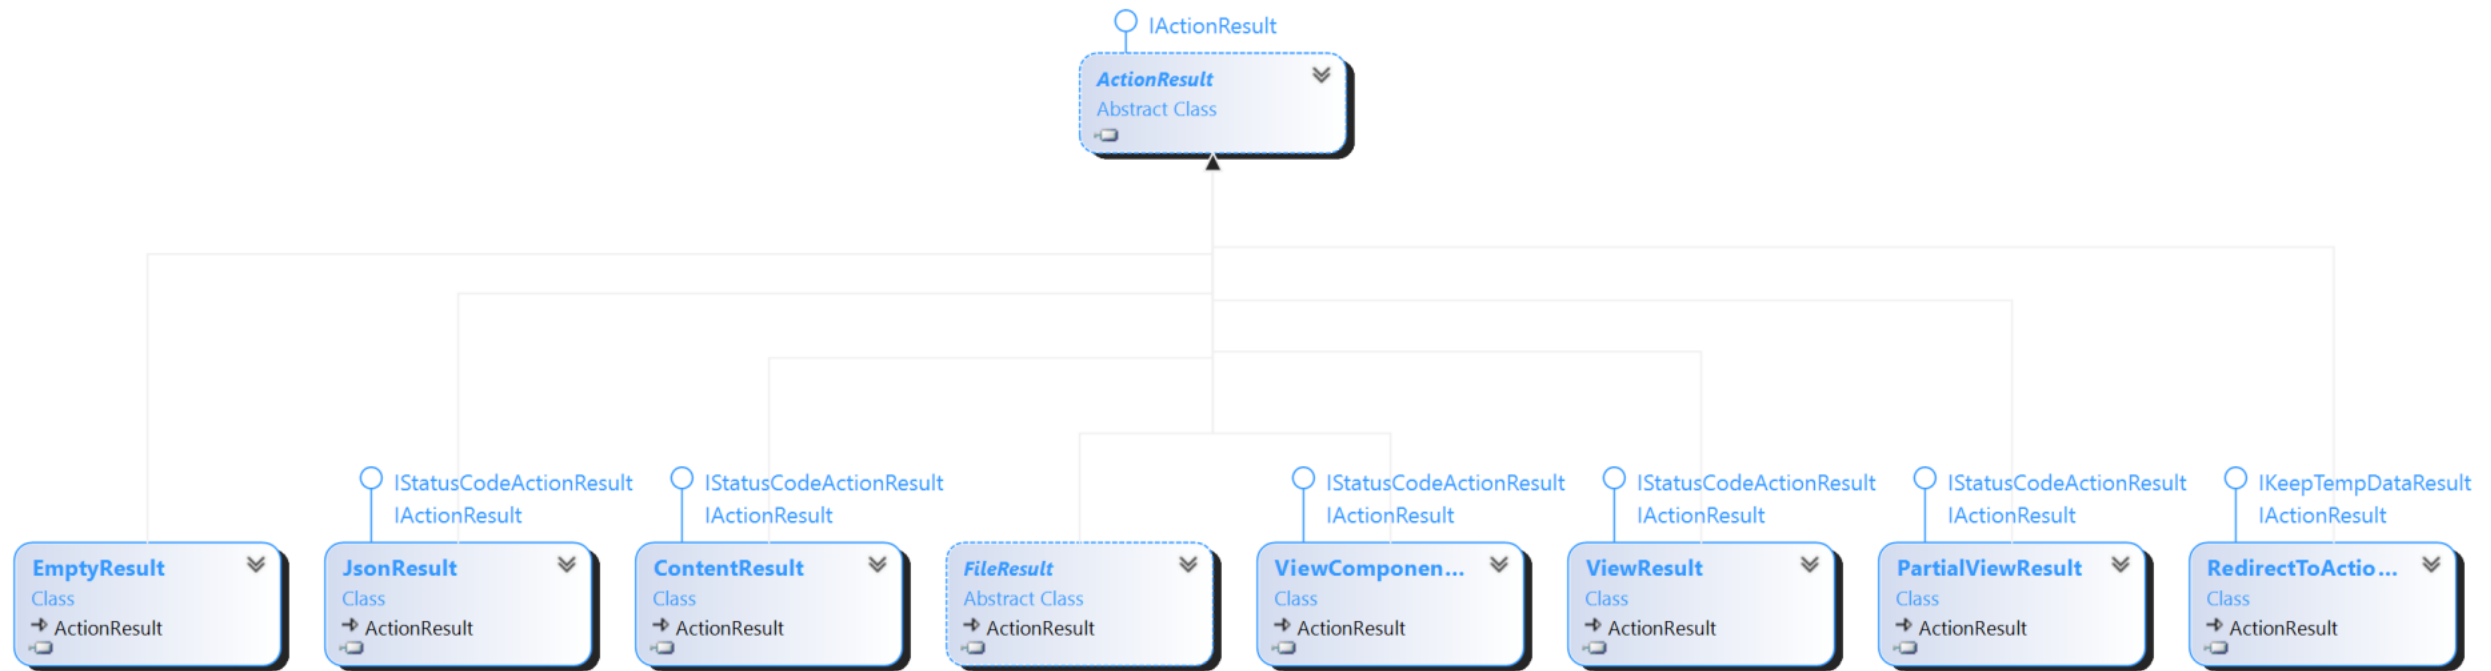 IActionResult
ActionResult
Abstract Class
IStatusCodeActionResult
IActionResult
IStatusCodeActionResult
IActionResult
IStatusCodeActionResult
IActionResult
IStatusCodeActionResult
IActionResult
IStatusCodeActionResult
IActionResult
IKeepTempDataResult
IActionResult
EmptyResult
Class
ActionResult
JsonResult
Class
ActionResult
ContentResult
Class
ActionResult
FileResult
Abstract Class
ActionResult
ViewComponen...
Class
ActionResult
ViewResult
Class
ActionResult
PartialViewResult
Class
ActionResult
RedirectToActio...
Class
ActionResult